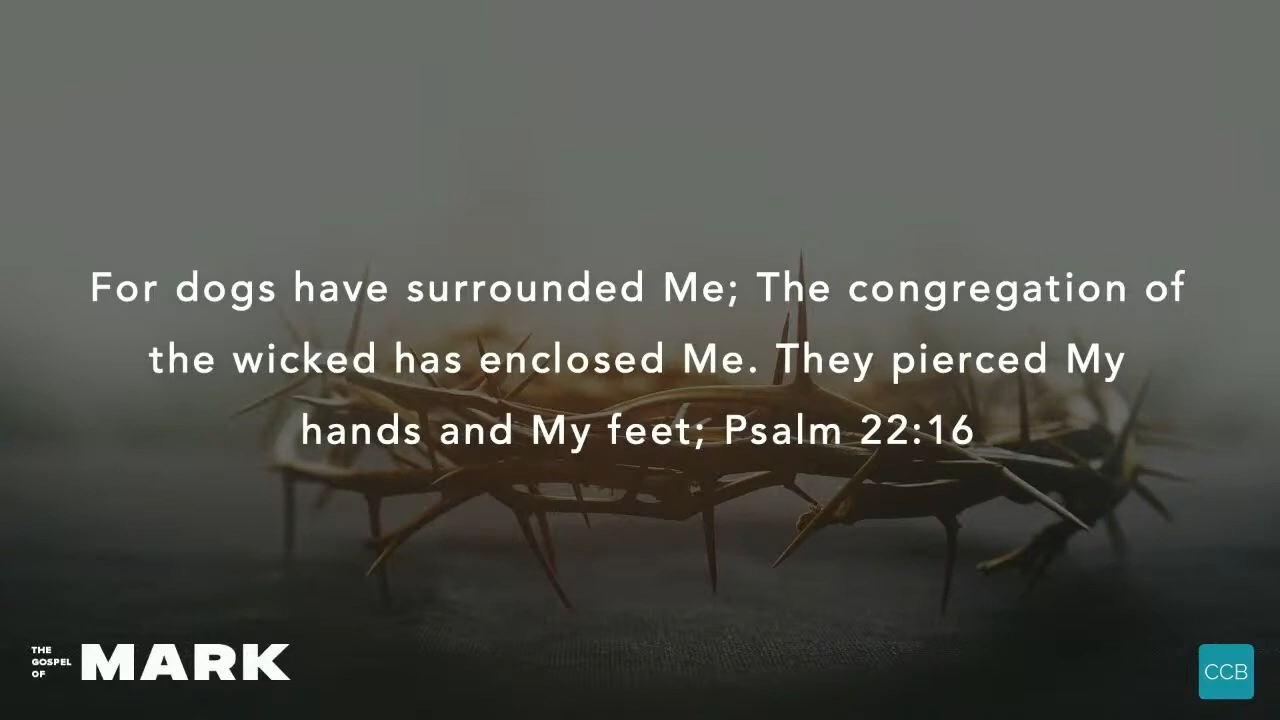 For dogs have surrounded Me; The congregation of
the wicked has enclosed Me. They pierced My
hands and My feet; Psalm 22:16
THE
GOSPEL
OF
MARK
CCB